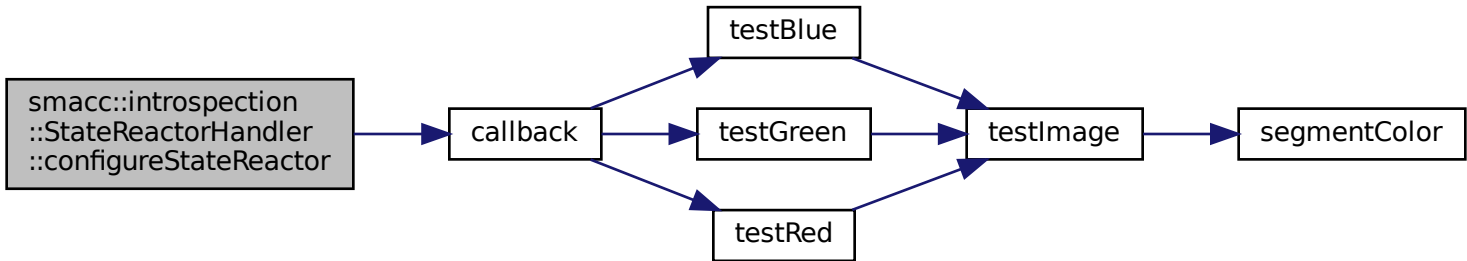 smacc::introspection
::StateReactorHandler
::configureStateReactor
callback
testBlue
testGreen
testRed
testImage
segmentColor